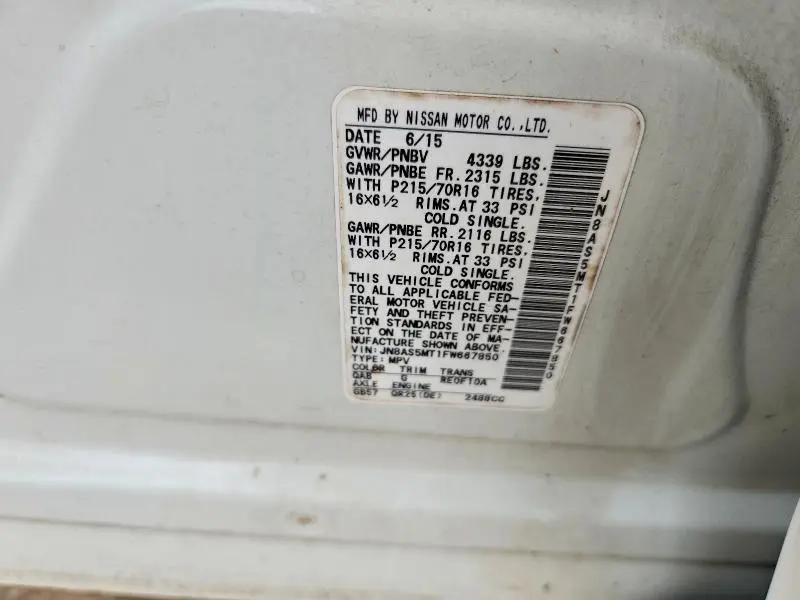 MFD BY NISSAN MOTOR CO.,LTD.
DATE 6/15
GVWR/PNBV 4339 LBS.
GAWR/PNBE FR. 2315 LBS.
WITH P215/70R16 TIRES,
16×6½ RIMS. AT 33 PSI
COLD SINGLE.
GAWR/PNBE RR. 2116 LBS.
WITH P215/70R16 TIRES,
16×6½ RIMS. AT 33 PSI
COLD SINGLE.
THIS VEHICLE CONFORMS
TO ALL APPLICABLE FED-
ERAL MOTOR VEHICLE SA-
FETY AND THEFT PREVEN-
TION STANDARDS IN EFF-
ECT ON THE DATE OF MA-
NUFACTURE SHOWN ABOVE.
VIN: JN8AS5MT1FW667850
TYPE: MPV
COLOR TRIM TRANS
QAB G RE0F10A
AXLE ENGINE
GB57 QR25(DE) 2488CC
JN8AS5MT1FW667850